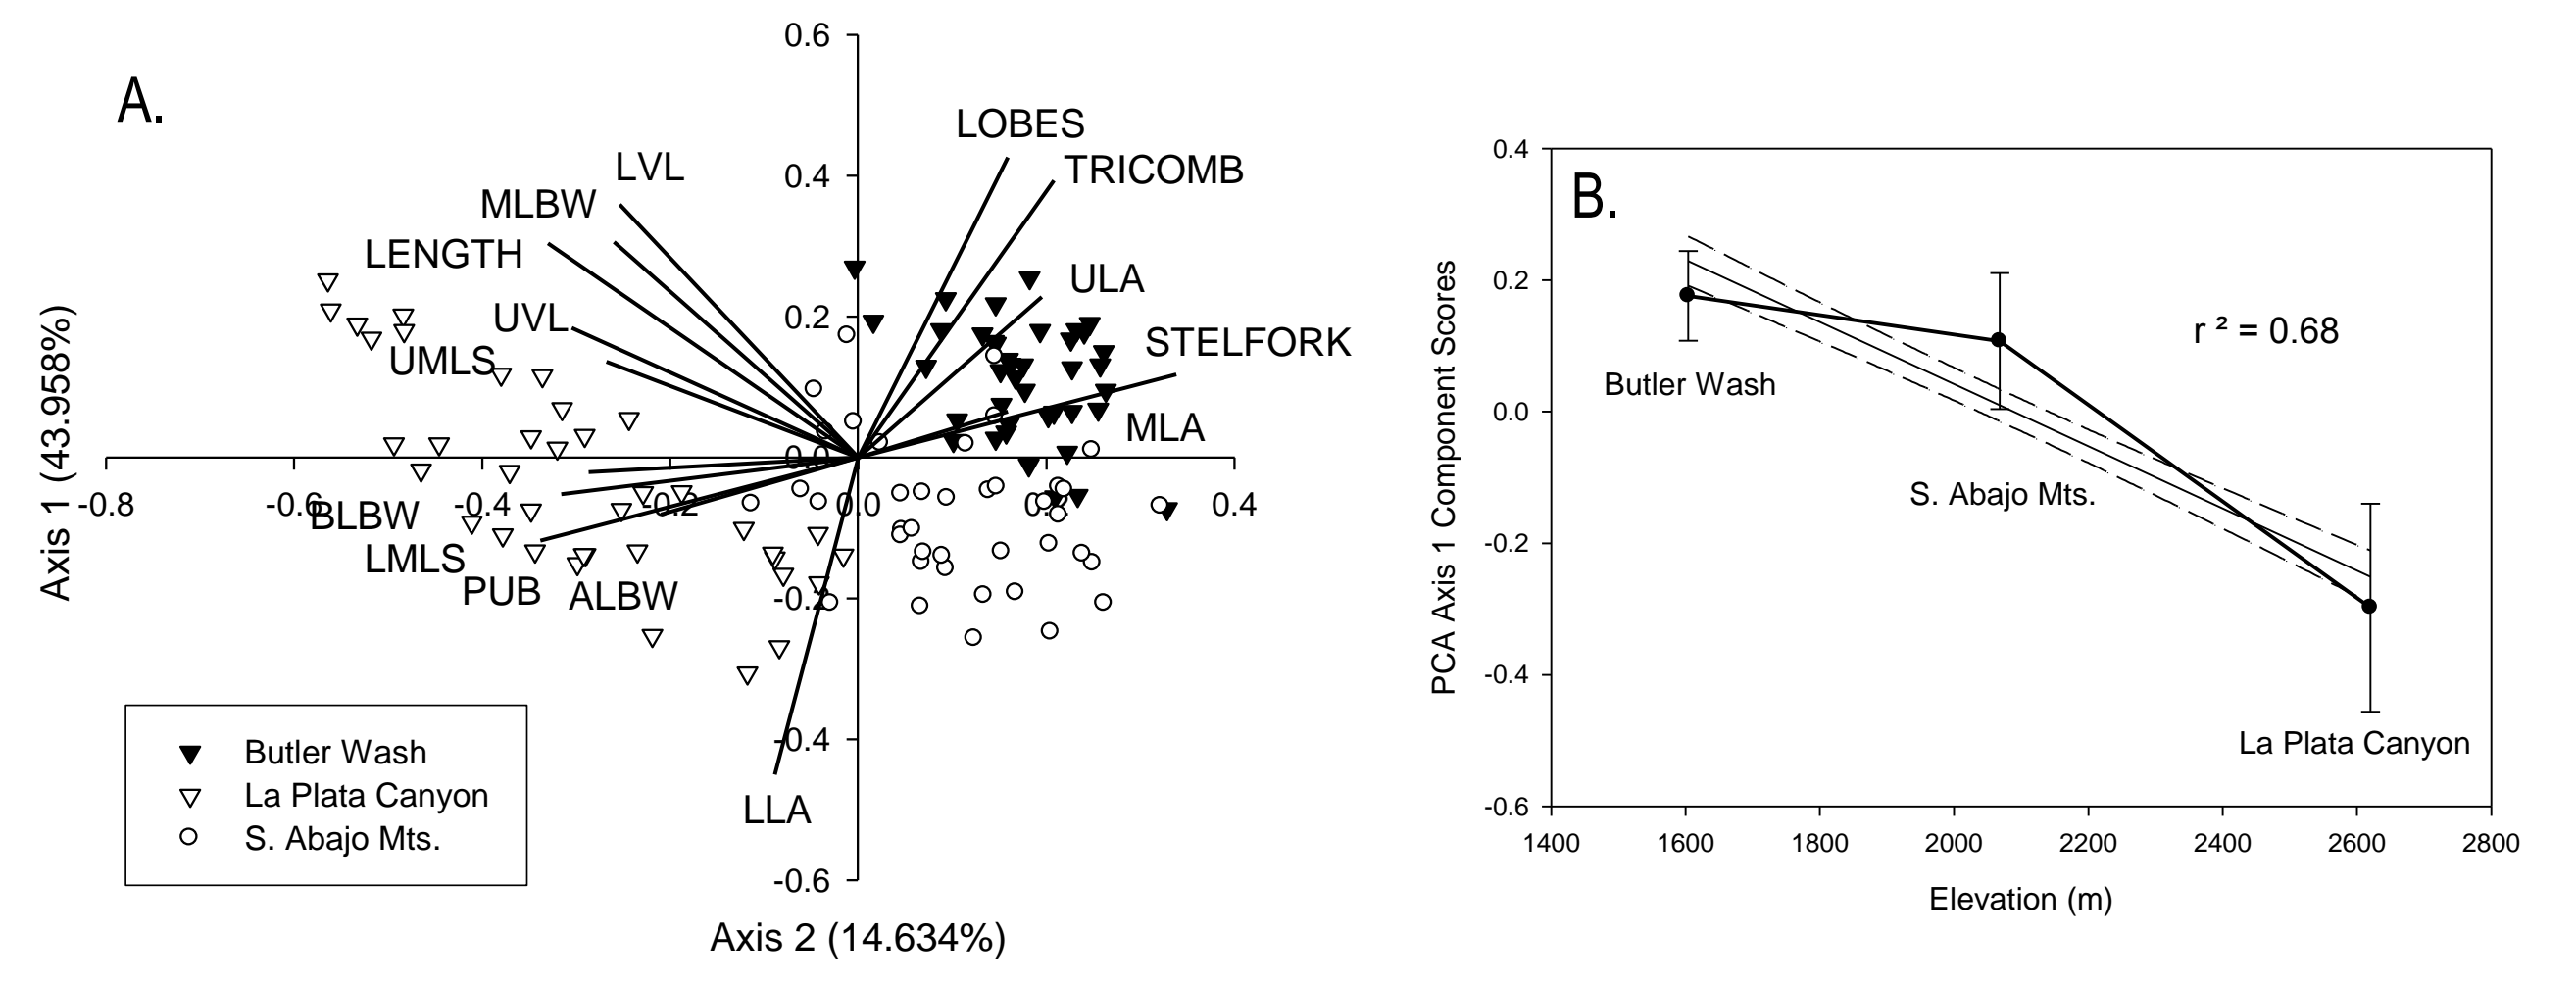 A.
0.6
0.4
0.2
0.0
-0.2
-0.4
-0.6
-0.8
-0.6
-0.4
-0.2
0.0
0.2
0.4
LOBES
TRICOMB
ULA
STELFORK
MLA
LVL
MLBW
LENGTH
UVL
UMLS
BLBW
LMLS
PUB
ALBW
LLA
Axis 1 (43.958%)
Axis 2 (14.634%)
Butler Wash
La Plata Canyon
S. Abajo Mts.
B.
0.4
0.2
0.0
-0.2
-0.4
-0.6
1400 1600 1800 2000 2200 2400 2600 2800
r ² = 0.68
Butler Wash
S. Abajo Mts.
La Plata Canyon
PCA Axis 1 Component Scores
Elevation (m)